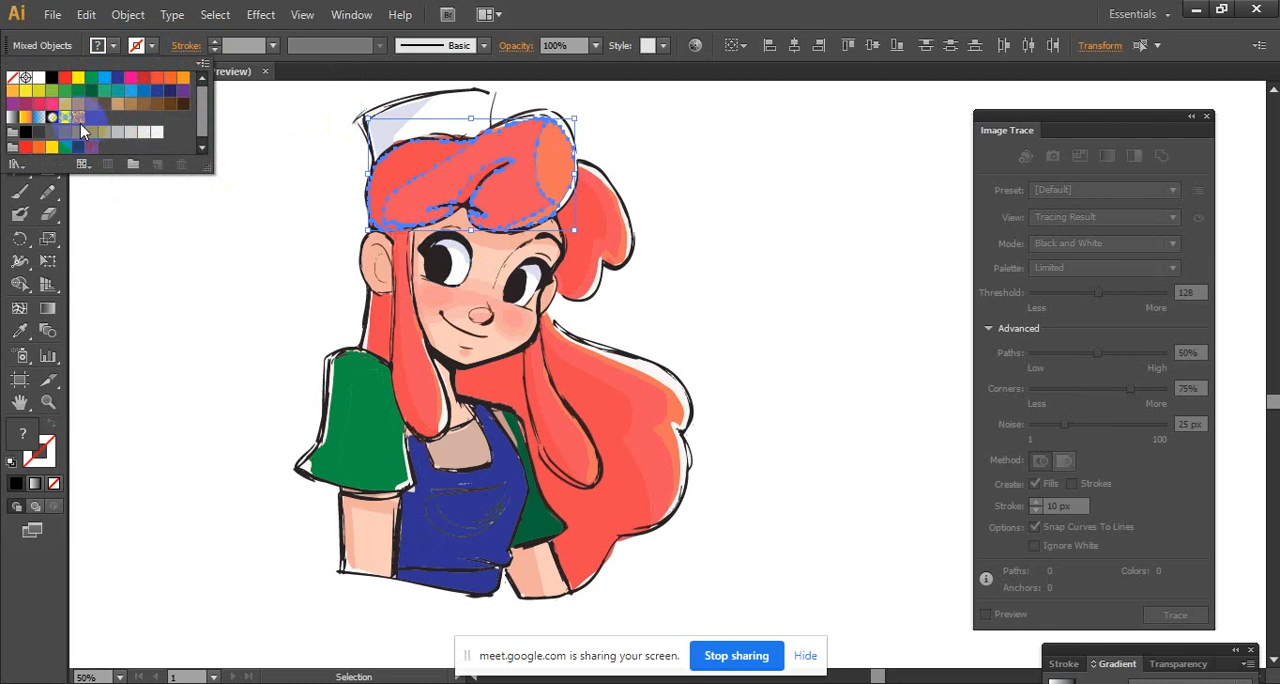 Ai File Edit Object Type Select Effect View Window Help Br Essentials
Mixed Objects ? Stroke: Basic Opacity: 100% Style: Transform
review) ×
Image Trace
Preset: [Default]
View: Tracing Result
Mode: Black and White
Palette: Limited
Threshold: 128
Less More
Advanced
Paths: 50%
Low High
Corners: 75%
Less More
Noise: 25 px
1 100
Method:
Create: Fills Strokes
Stroke: 10 px
Options: Snap Curves To Lines
Ignore White
Paths: 0 Colors: 0
Anchors: 0
Preview Trace
?
meet.google.com is sharing your screen. Stop sharing Hide
Stroke Gradient Transparency
50% 1 Selection